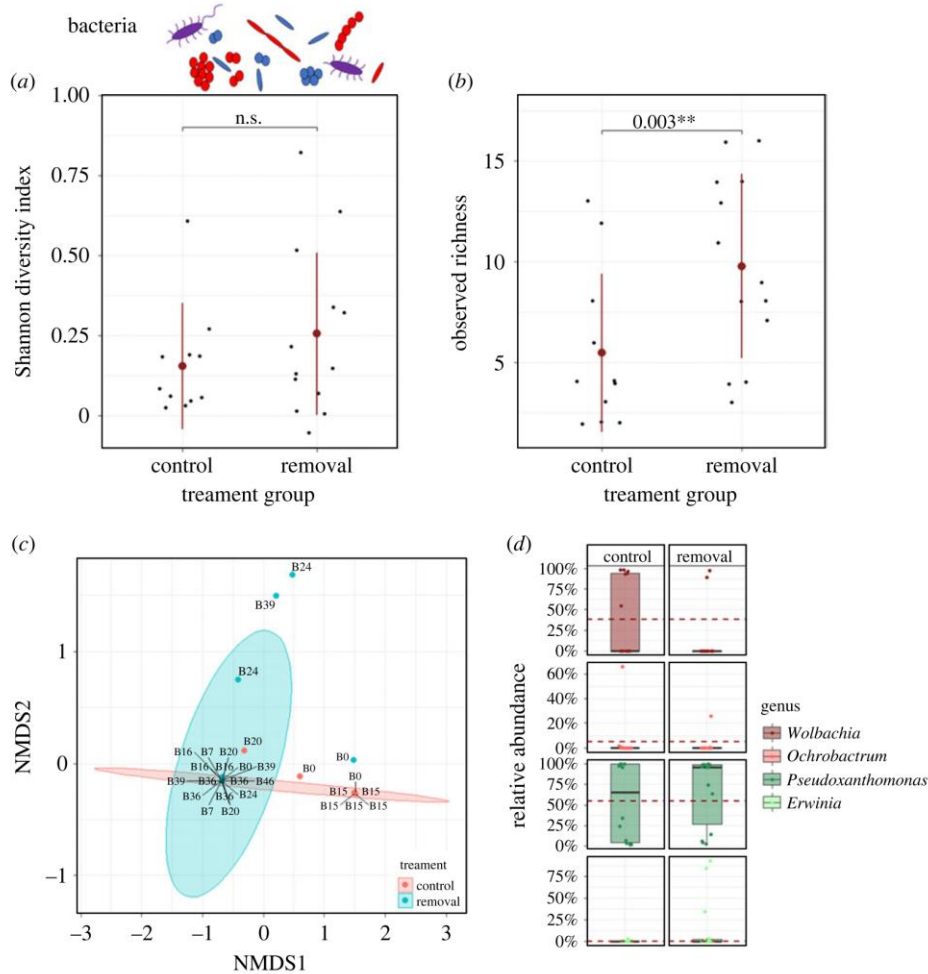 bacteria
(a)
1.00
0.75
0.50
0.25
0
Shannon diversity index
n.s.
control
removal
treament group
(b)
15
10
5
observed richness
0.003**
control
removal
treament group
(c)
1
0
−1
NMDS2
B24
B39
B24
B20
B16 B7 B20
B16 B16 B0 B39
B39 B36 B36 B46
B36 B36 B24
B7 B20
B0
B0
B0
B15 B15
B15 B15 B15
treament
control
removal
−3 −2 −1 0 1 2 3
NMDS1
(d)
control removal
100%
75%
50%
25%
0%
60%
40%
20%
0%
100%
75%
50%
25%
0%
75%
50%
25%
0%
relative abundance
genus
Wolbachia
Ochrobactrum
Pseudoxanthomonas
Erwinia